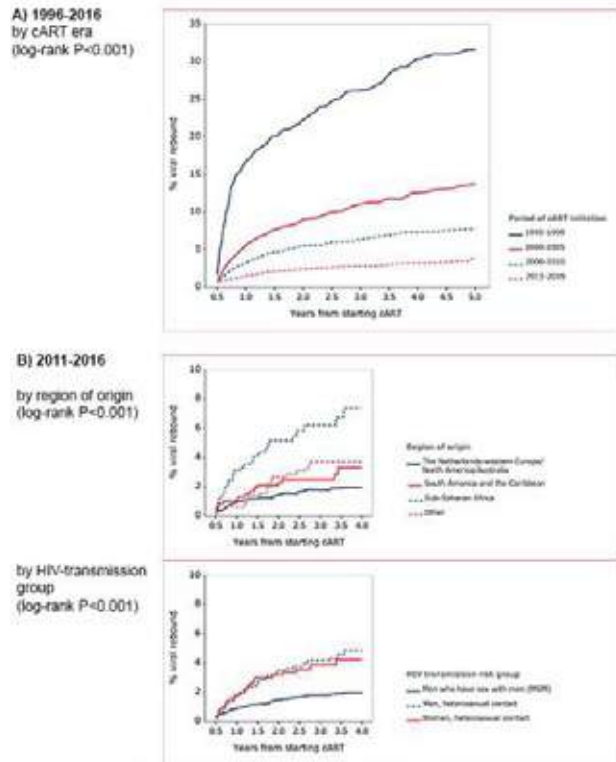 A) 1996-2016
by cART era
(log-rank P<0.001)
35
30
25
20
15
10
5
0
% viral rebound
0.5 1.0 1.5 2.0 2.5 3.0 3.5 4.0 4.5 5.0
Years from starting cART
Period of cART initiation
2000-2005
2006-2010
B) 2011-2016
by region of origin
(log-rank P<0.001)
10
8
6
4
2
0
% viral rebound
0.5 1.0 1.5 2.0 2.5 3.0 3.5 4.0
Years from starting cART
Region of origin
The Netherlands/western Europe/
North America/Australia
South America and the Caribbean
Sub-Saharan Africa
Other
by HIV-transmission
group
(log-rank P<0.001)
10
8
6
4
2
0
% viral rebound
0.5 1.0 1.5 2.0 2.5 3.0 3.5 4.0
Years from starting cART
HIV transmission risk group
Men who have sex with men (MSM)
Men, heterosexual contact
Women, heterosexual contact